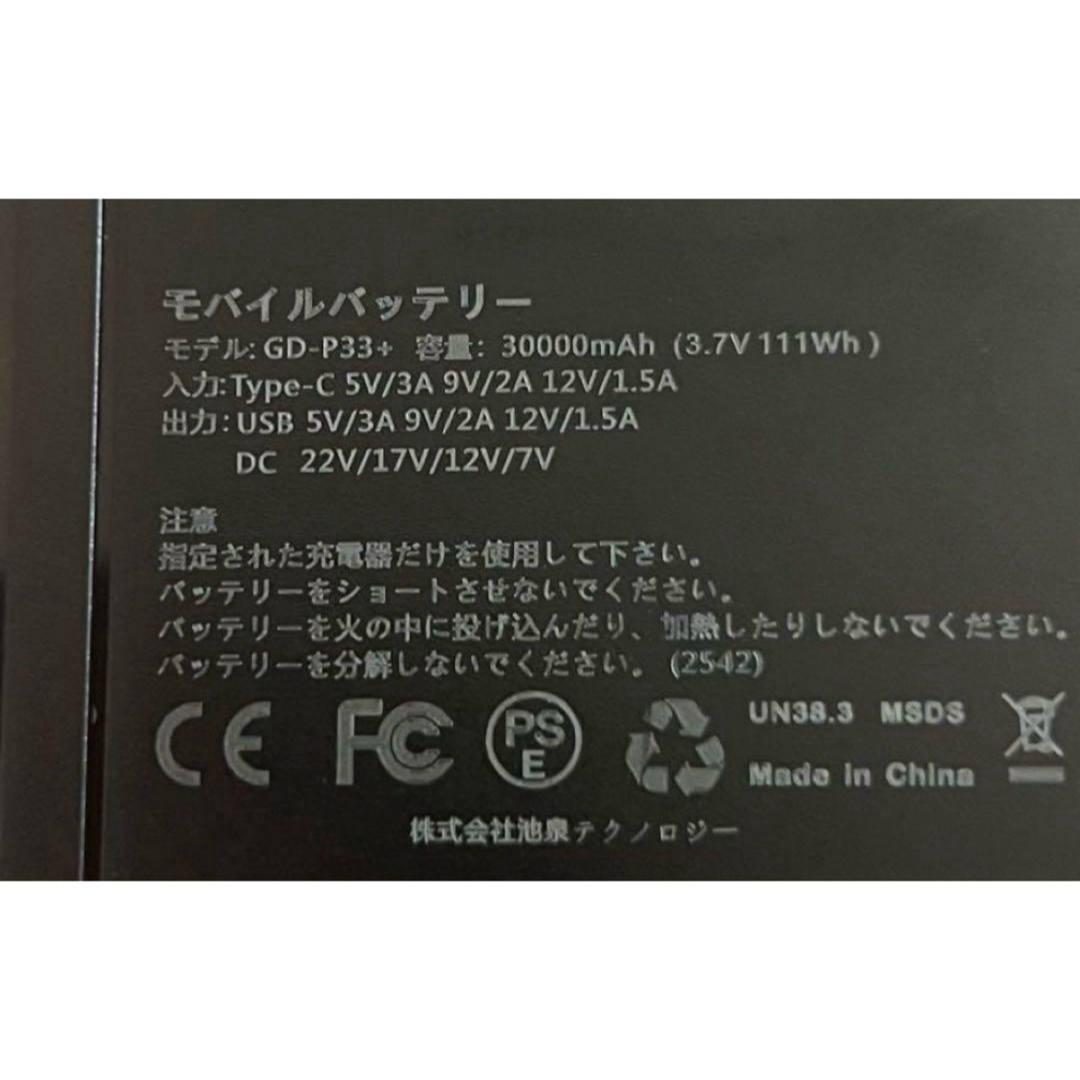 モバイルバッテリー
モデル: GD-P33+ 容量: 30000mAh (3.7V 111Wh)
入力:Type-C 5V/3A 9V/2A 12V/1.5A
出力:USB 5V/3A 9V/2A 12V/1.5A
DC 22V/17V/12V/7V
注意
指定された充電器だけを使用して下さい。
バッテリーをショートさせないでください。
バッテリーを火の中に投げ込んだり、加熱したりしないでください。
バッテリーを分解しないでください。(2542)
CE FC PSE UN38.3 MSDS
Made in China
株式会社池泉テクノロジー